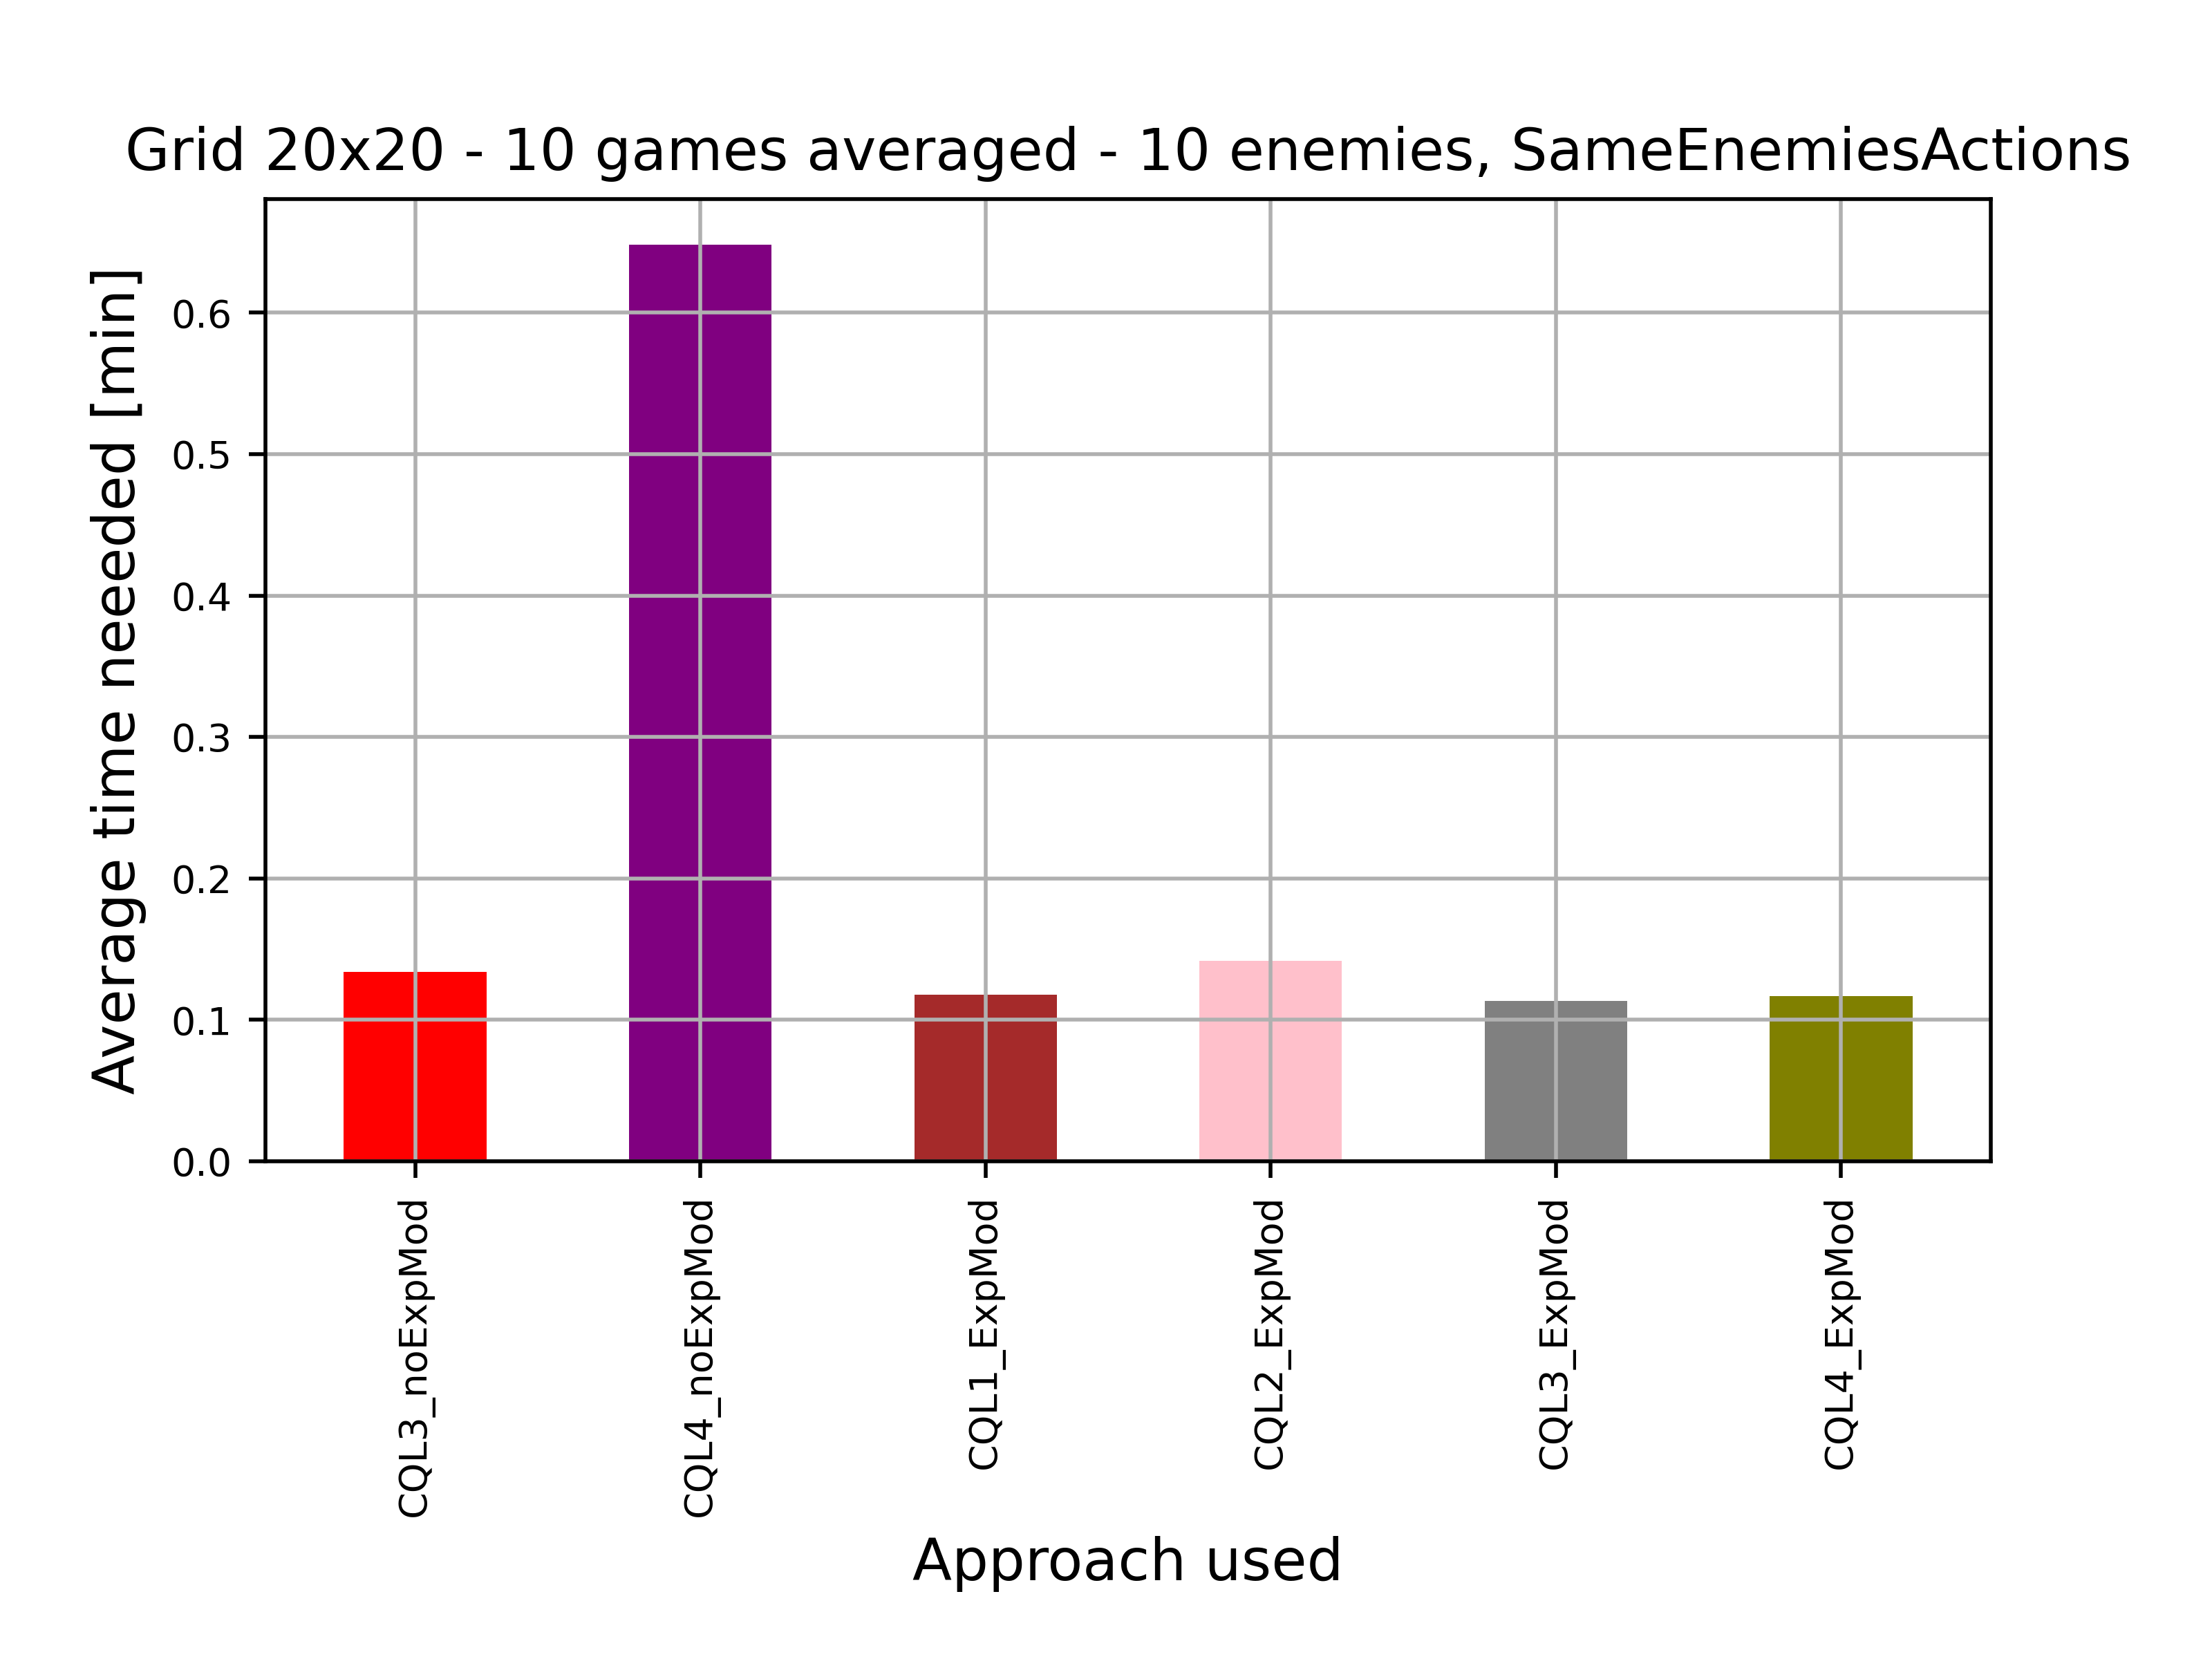 Grid 20x20 - 10 games averaged - 10 enemies, SameEnemiesActions
Average time needed [min]
0.6
0.5
0.4
0.3
0.2
0.1
0.0
CQL3_noExpMod
CQL4_noExpMod
CQL1_ExpMod
CQL2_ExpMod
CQL3_ExpMod
CQL4_ExpMod
Approach used